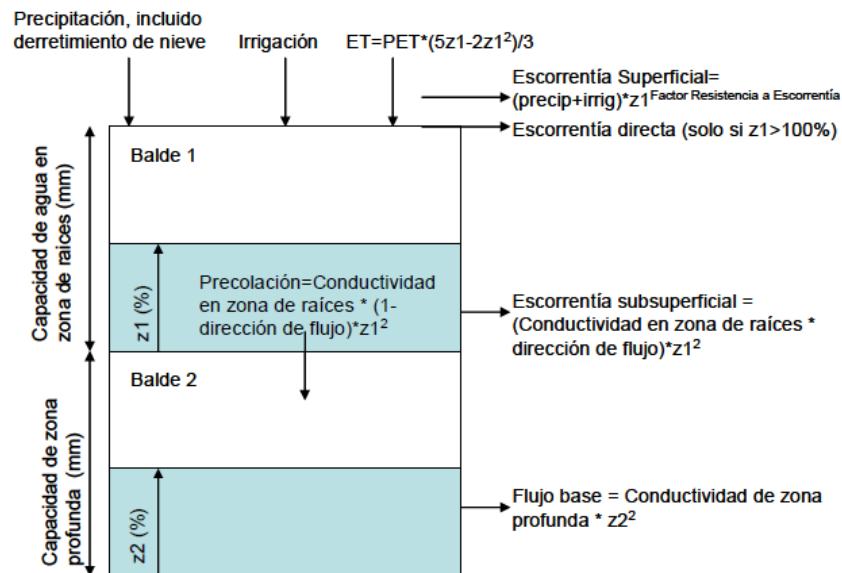 Precipitación, incluido
derretimiento de nieve
Irrigación
ET=PET*(5z1-2z1²)/3
Escorrentía Superficial=
(precip+irrig)*z1^Factor Resistencia a Escorrentía
Escorrentía directa (solo si z1>100%)
Capacidad de agua en
zona de raices (mm)
Balde 1
z1 (%)
Precolación=Conductividad
en zona de raíces * (1-
dirección de flujo)*z1²
Escorrentía subsuperficial =
(Conductividad en zona de raíces *
dirección de flujo)*z1²
Capacidad de zona
profunda (mm)
Balde 2
z2 (%)
Flujo base = Conductividad de zona
profunda * z2²